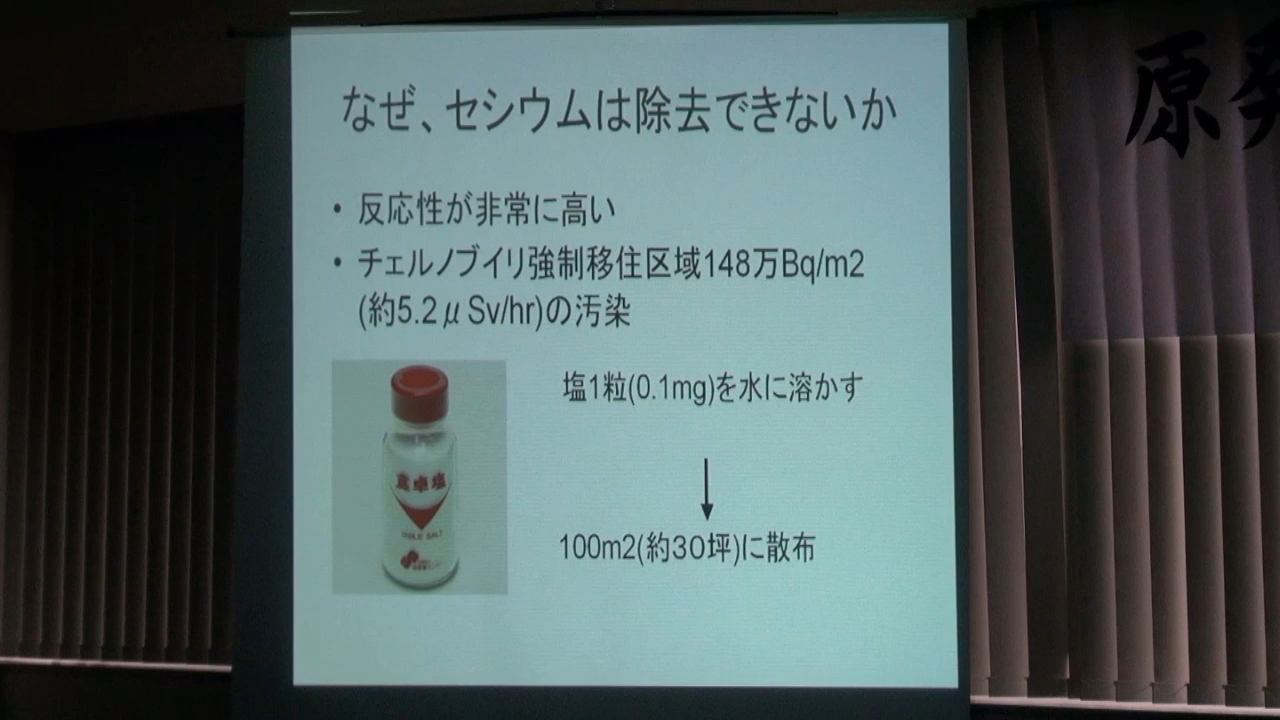 なぜ、セシウムは除去できないか
• 反応性が非常に高い
• チェルノブイリ強制移住区域148万Bq/m2
(約5.2μSv/hr)の汚染
塩1粒(0.1mg)を水に溶かす
100m2(約30坪)に散布
食卓塩
TABLE SALT
原発